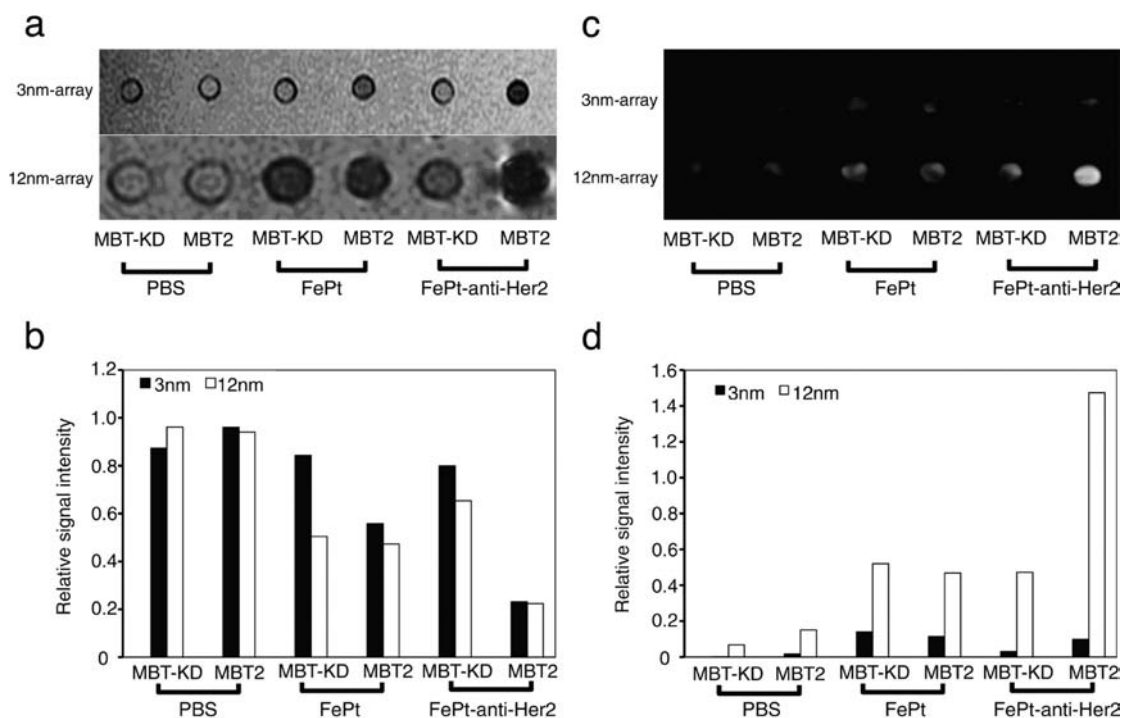 a
3nm-array
12nm-array
MBT-KD MBT2 MBT-KD MBT2 MBT-KD MBT2
PBS FePt FePt-anti-Her2
c
3nm-array
12nm-array
MBT-KD MBT2 MBT-KD MBT2 MBT-KD MBT2
PBS FePt FePt-anti-Her2
b
Relative signal intensity
1.2
1.0
0.8
0.6
0.4
0.2
0
3nm 12nm
MBT-KD MBT2 MBT-KD MBT2 MBT-KD MBT2
PBS FePt FePt-anti-Her2
d
Relative signal intensity
1.6
1.4
1.2
1.0
0.8
0.6
0.4
0.2
0
3nm 12nm
MBT-KD MBT2 MBT-KD MBT2 MBT-KD MBT2
PBS FePt FePt-anti-Her2